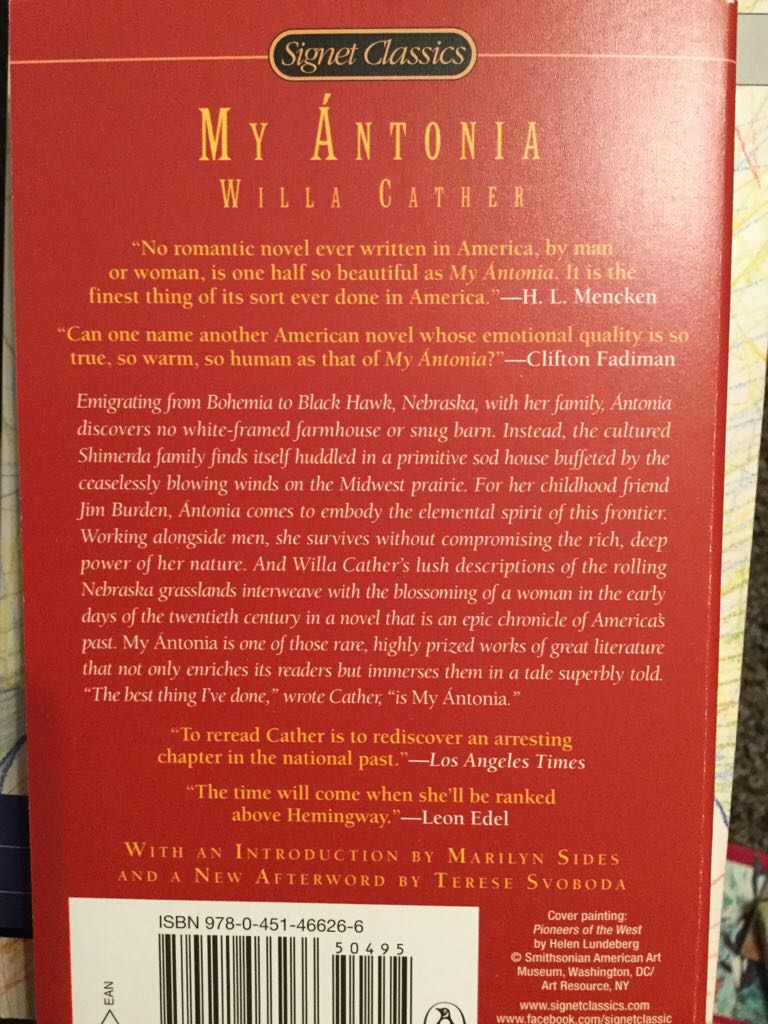 Signet Classics
MY ÁNTONIA
WILLA CATHER
“No romantic novel ever written in America, by man
or woman, is one half so beautiful as My Ántonia. It is the
finest thing of its sort ever done in America.”—H. L. Mencken
“Can one name another American novel whose emotional quality is so
true, so warm, so human as that of My Ántonia?”—Clifton Fadiman
Emigrating from Bohemia to Black Hawk, Nebraska, with her family, Ántonia
discovers no white-framed farmhouse or snug barn. Instead, the cultured
Shimerda family finds itself huddled in a primitive sod house buffeted by the
ceaselessly blowing winds on the Midwest prairie. For her childhood friend
Jim Burden, Ántonia comes to embody the elemental spirit of this frontier.
Working alongside men, she survives without compromising the rich, deep
power of her nature. And Willa Cather’s lush descriptions of the rolling
Nebraska grasslands interweave with the blossoming of a woman in the early
days of the twentieth century in a novel that is an epic chronicle of America’s
past. My Ántonia is one of those rare, highly prized works of great literature
that not only enriches its readers but immerses them in a tale superbly told.
“The best thing I’ve done,” wrote Cather, “is My Ántonia.”
“To reread Cather is to rediscover an arresting
chapter in the national past.”—Los Angeles Times
“The time will come when she’ll be ranked
above Hemingway.”—Leon Edel
WITH AN INTRODUCTION BY MARILYN SIDES
AND A NEW AFTERWORD BY TERESE SVOBODA
ISBN 978-0-451-46626-6
50495
EAN
Cover painting:
Pioneers of the West
by Helen Lundeberg
© Smithsonian American Art
Museum, Washington, DC/
Art Resource, NY
www.signetclassics.com
www.facebook.com/signetclassic